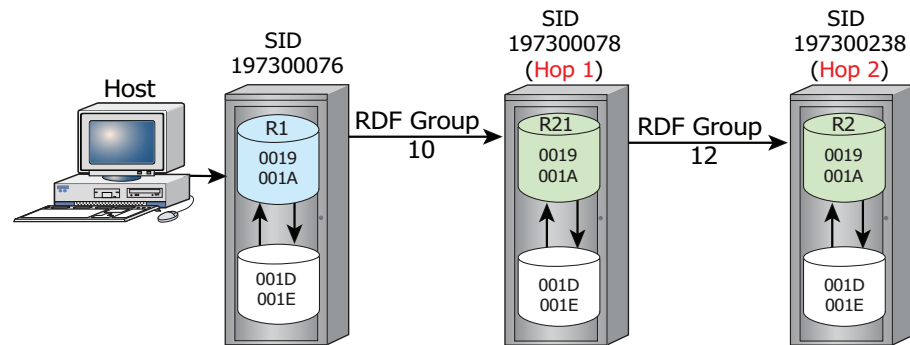 SID
197300076
SID
197300078
(Hop 1)
SID
197300238
(Hop 2)
Host
RDF Group
10
RDF Group
12
R1
0019
001A
R21
0019
001A
R2
0019
001A
001D
001E
001D
001E
001D
001E